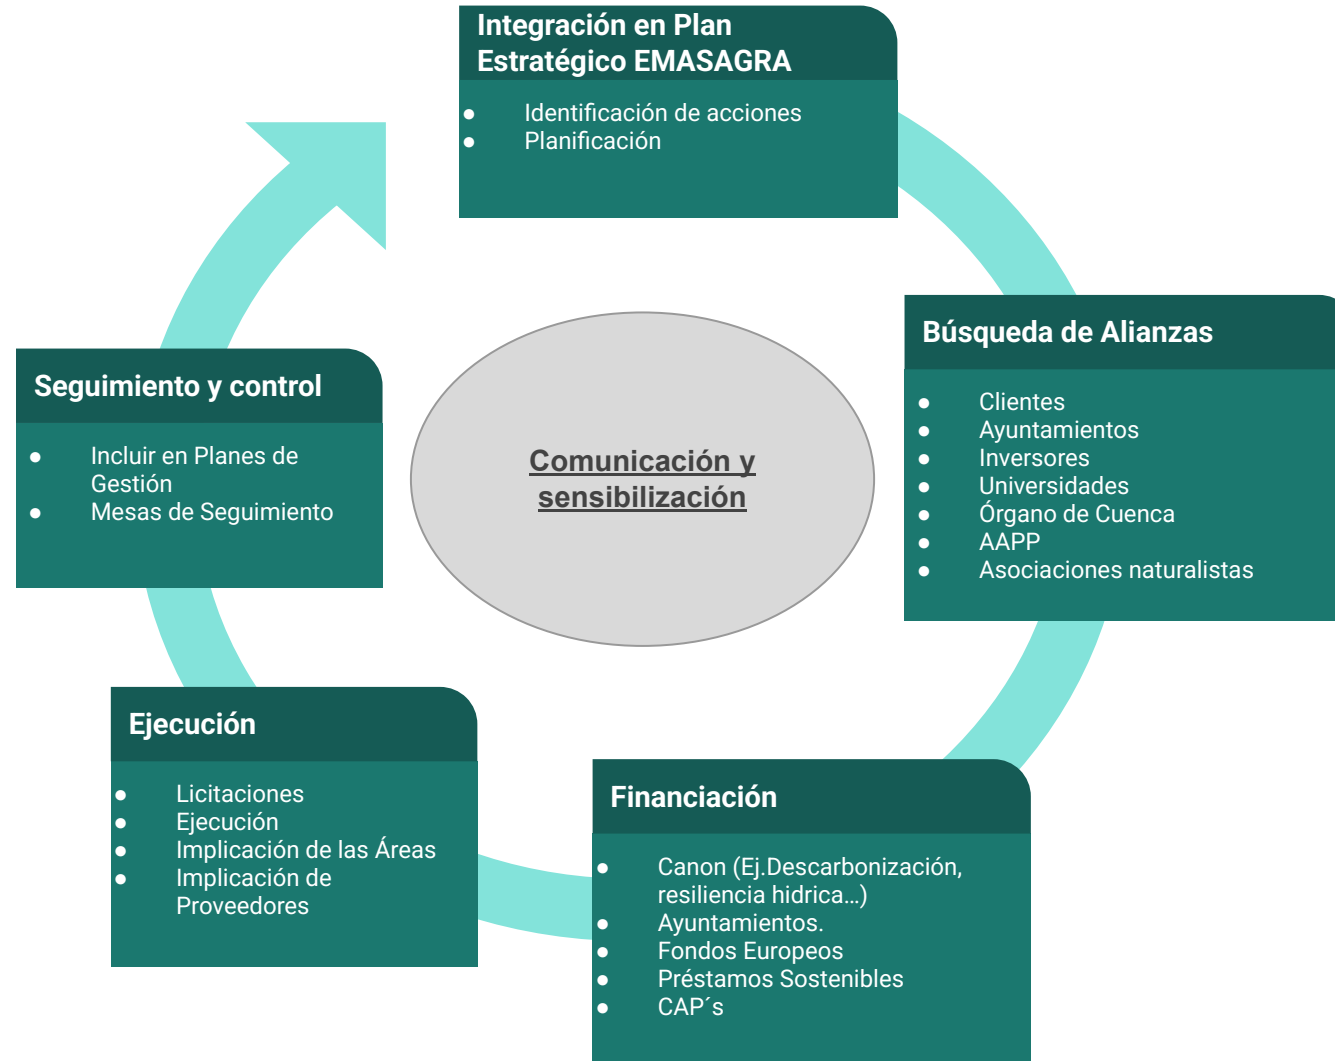 Integración en Plan
Estratégico EMASAGRA
● Identificación de acciones
● Planificación
Búsqueda de Alianzas
● Clientes
● Ayuntamientos
● Inversores
● Universidades
● Órgano de Cuenca
● AAPP
● Asociaciones naturalistas
Financiación
● Canon (Ej.Descarbonización,
resiliencia hidrica...)
● Ayuntamientos.
● Fondos Europeos
● Préstamos Sostenibles
● CAP´s
Ejecución
● Licitaciones
● Ejecución
● Implicación de las Áreas
● Implicación de
Proveedores
Seguimiento y control
● Incluir en Planes de
Gestión
● Mesas de Seguimiento
Comunicación y
sensibilización